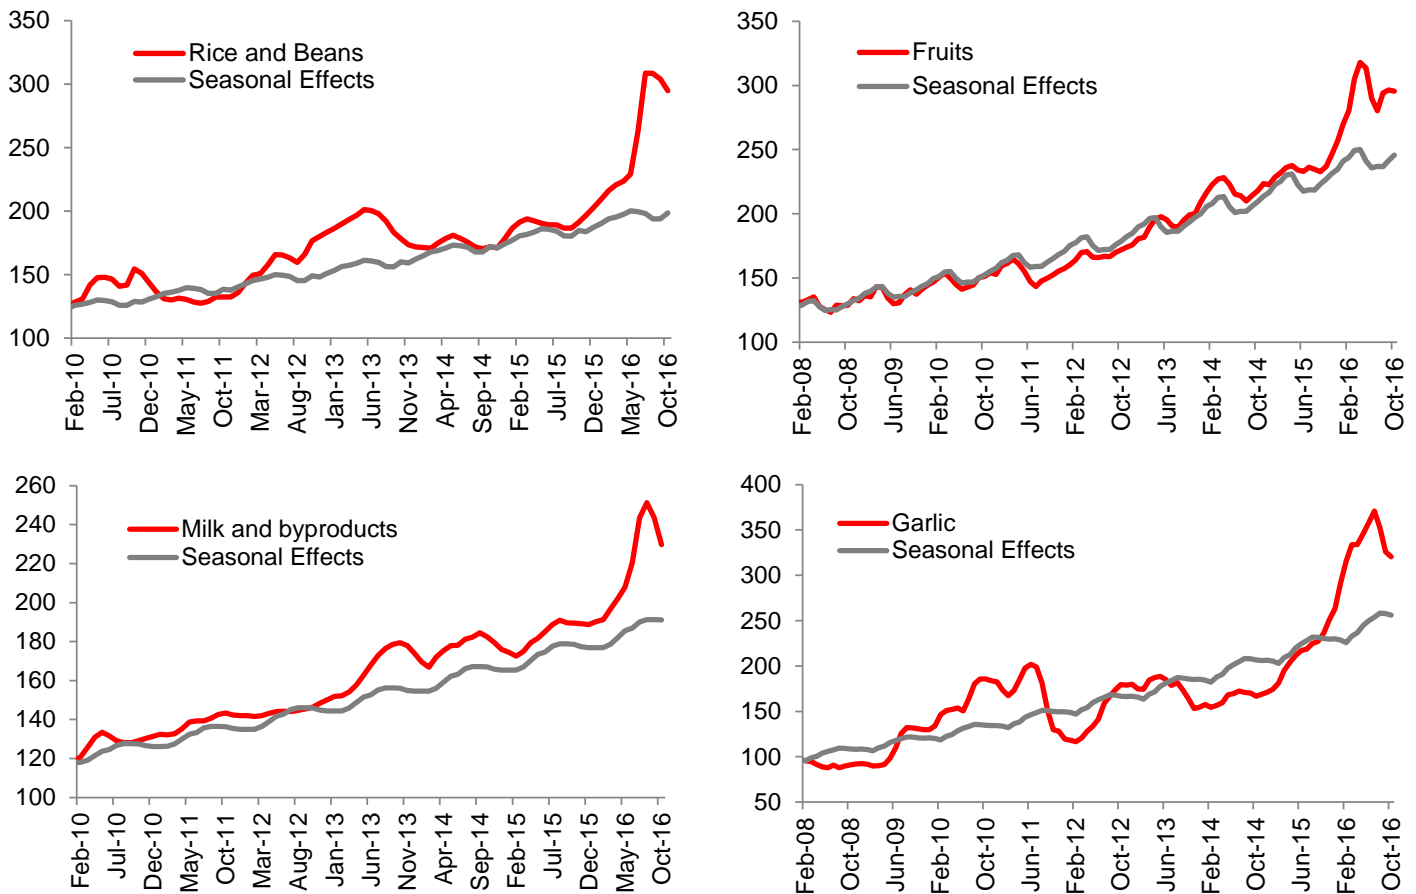 350
300
250
200
150
100
Rice and Beans
Seasonal Effects
Feb-10
Jul-10
Dec-10
May-11
Oct-11
Mar-12
Aug-12
Jan-13
Jun-13
Nov-13
Apr-14
Sep-14
Feb-15
Jul-15
Dec-15
May-16
Oct-16
350
300
250
200
150
100
Fruits
Seasonal Effects
Feb-08
Oct-08
Jun-09
Feb-10
Oct-10
Jun-11
Feb-12
Oct-12
Jun-13
Feb-14
Oct-14
Jun-15
Feb-16
Oct-16
260
240
220
200
180
160
140
120
100
Milk and byproducts
Seasonal Effects
Feb-10
Jul-10
Dec-10
May-11
Oct-11
Mar-12
Aug-12
Jan-13
Jun-13
Nov-13
Apr-14
Sep-14
Feb-15
Jul-15
Dec-15
May-16
Oct-16
400
350
300
250
200
150
100
50
Garlic
Seasonal Effects
Feb-08
Oct-08
Jun-09
Feb-10
Oct-10
Jun-11
Feb-12
Oct-12
Jun-13
Feb-14
Oct-14
Jun-15
Feb-16
Oct-16